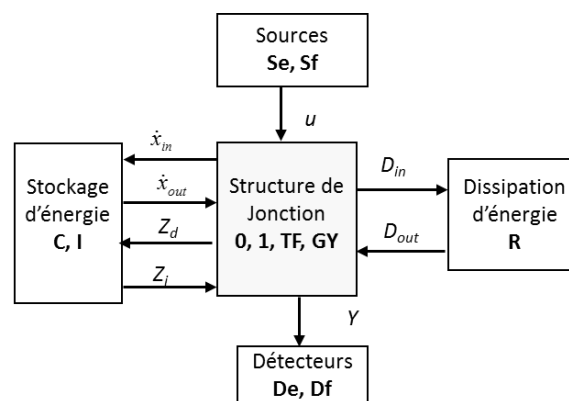 Sources
Se, Sf
u
ẋin
ẋout
Zd
Zi
Stockage
d'énergie
C, I
Structure de
Jonction
0, 1, TF, GY
Din
Dout
Dissipation
d'énergie
R
Y
Détecteurs
De, Df